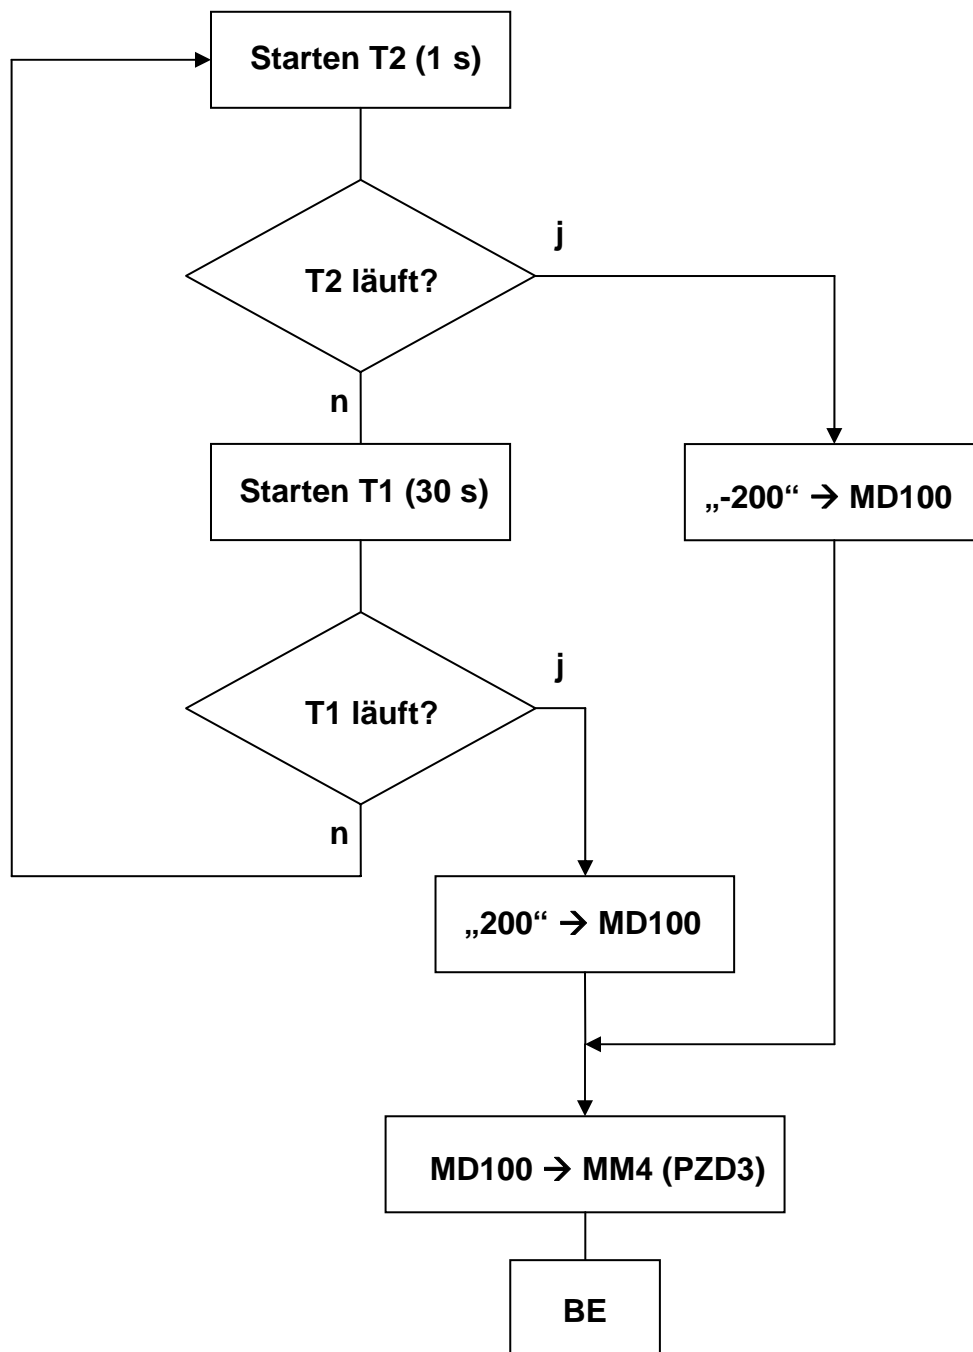 Starten T2 (1 s)
j
T2 läuft?
n
Starten T1 (30 s)
„-200“ → MD100
j
T1 läuft?
n
„200“ → MD100
MD100 → MM4 (PZD3)
BE